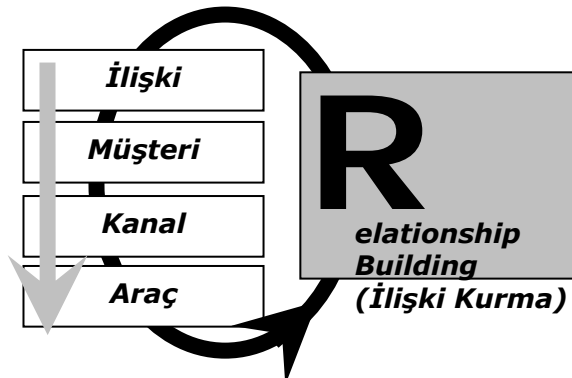 İlişki
Müşteri
Kanal
Araç
R
elationship
Building
(İlişki Kurma)